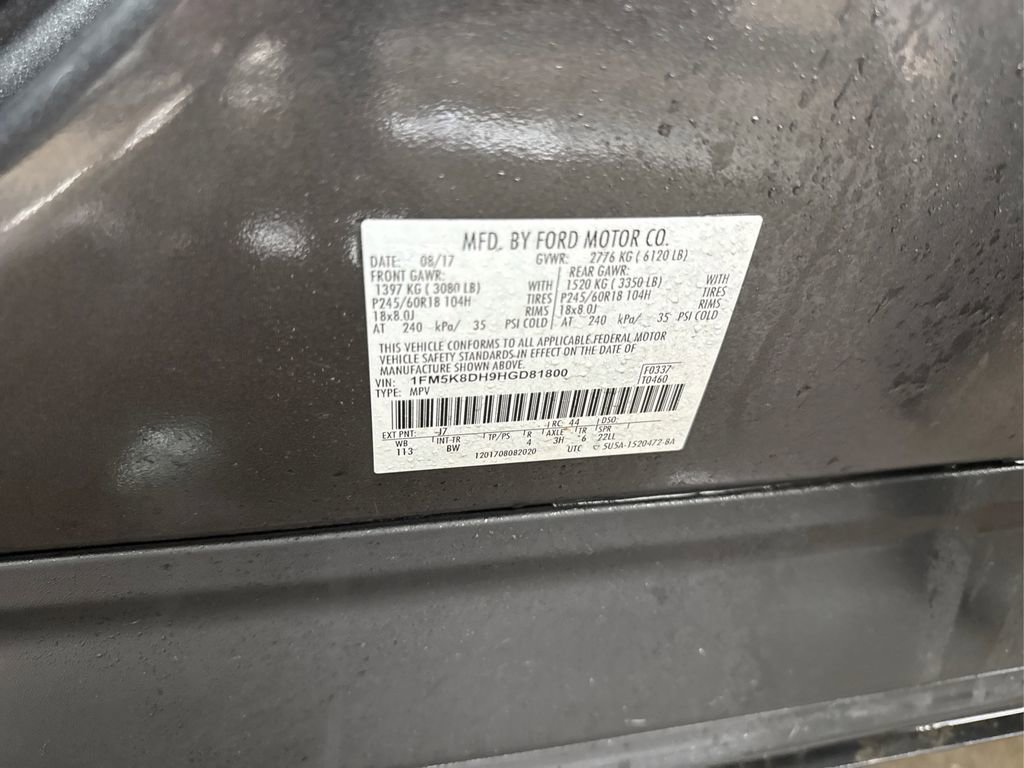 MFD. BY FORD MOTOR CO.
DATE: 08/17 GVWR: 2776 KG ( 6120 LB)
FRONT GAWR: REAR GAWR:
1397 KG ( 3080 LB) WITH 1520 KG ( 3350 LB) WITH
P245/60R18 104H TIRES P245/60R18 104H TIRES
18x8.0J RIMS 18x8.0J RIMS
AT 240 kPa/ 35 PSI COLD AT 240 kPa/ 35 PSI COLD
THIS VEHICLE CONFORMS TO ALL APPLICABLE FEDERAL MOTOR
VEHICLE SAFETY STANDARDS IN EFFECT ON THE DATE OF
MANUFACTURE SHOWN ABOVE.
VIN: 1FM5K8DH9HGD81800 F0337
TYPE: MPV T0460
EXT PNT: J7 RC: 44 DSO:
WB INT TR TP/PS R AXLE TR SPR
113 BW 4 3H 6 22LL
1201708082020 UTC 5U5A-1520472-BA